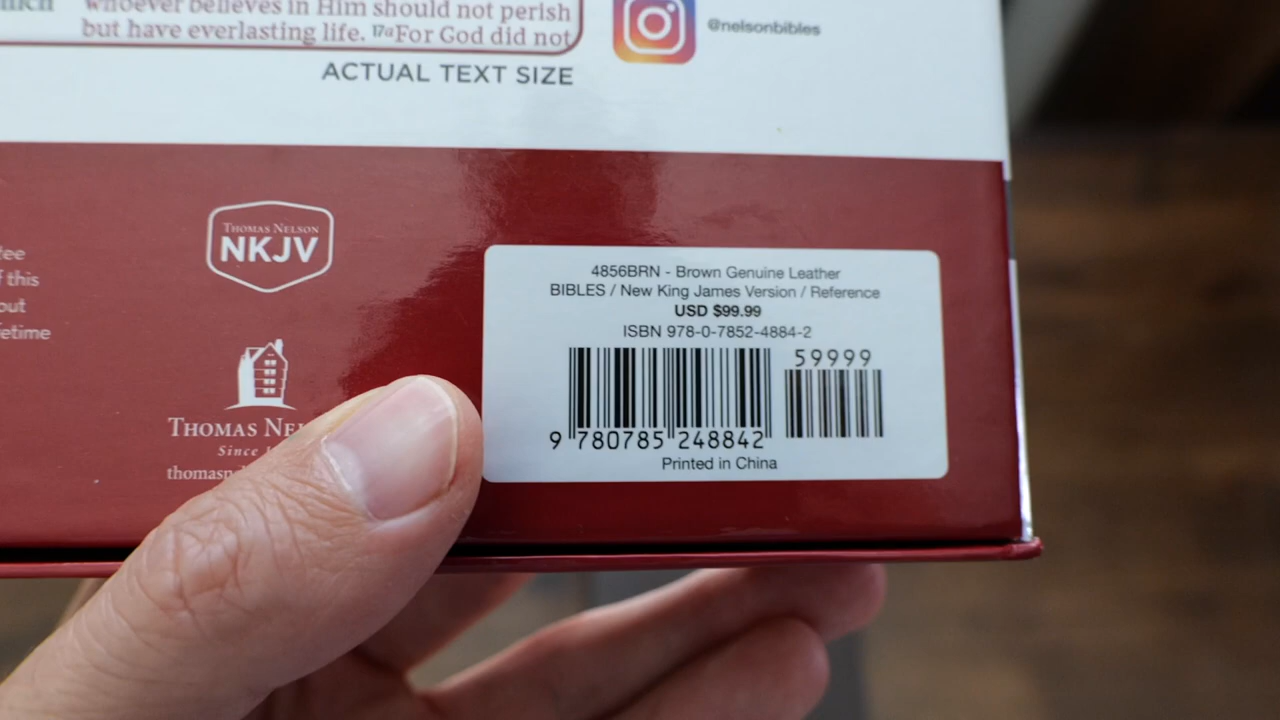 whoever believes in Him should not perish
but have everlasting life. 17aFor God did not
ACTUAL TEXT SIZE
@nelsonbibles
this
THOMAS NELSON
NKJV
4856BRN - Brown Genuine Leather
BIBLES / New King James Version / Reference
USD $99.99
ISBN 978-0-7852-4884-2
59999
9 780785 248842
Printed in China
THOMAS
Since